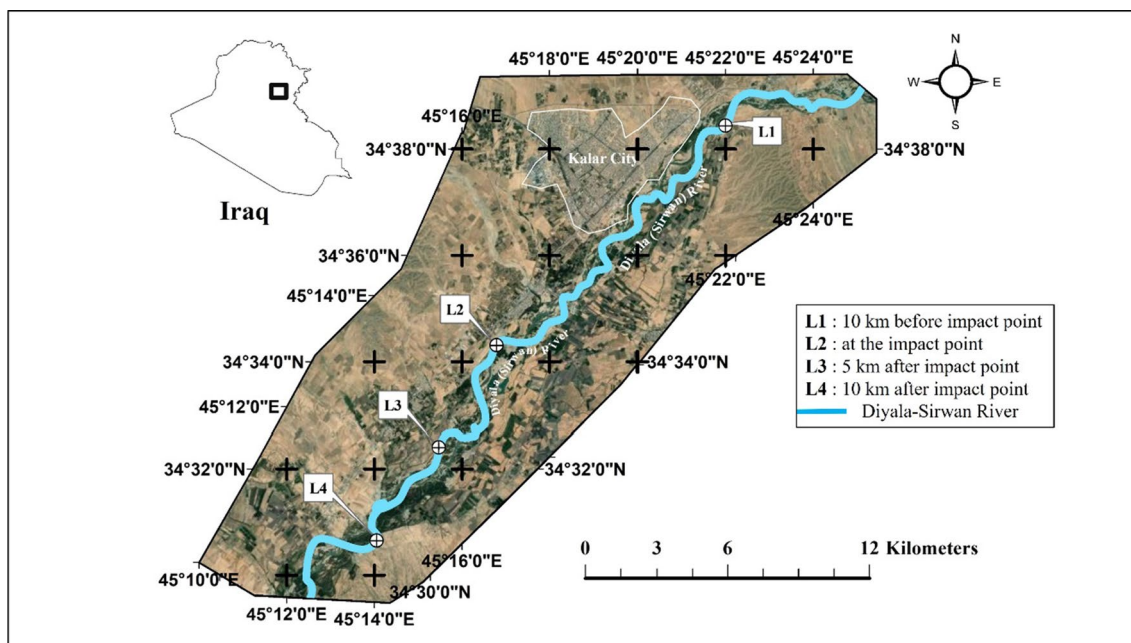 45°18'0"E 45°20'0"E 45°22'0"E 45°24'0"E
N
W E
S
45°16'0"E
L1
34°38'0"N
34°38'0"N
Kalar City
Iraq
45°24'0"E
Diyala (Sirwan) River
34°36'0"N
45°22'0"E
45°14'0"E
L2
L1 : 10 km before impact point
L2 : at the impact point
L3 : 5 km after impact point
L4 : 10 km after impact point
Diyala-Sirwan River
34°34'0"N
34°34'0"N
Diyala (Sirwan) River
45°12'0"E
L3
34°32'0"N
34°32'0"N
L4
45°16'0"E
0 3 6 12 Kilometers
45°10'0"E
34°30'0"N
45°12'0"E
45°14'0"E